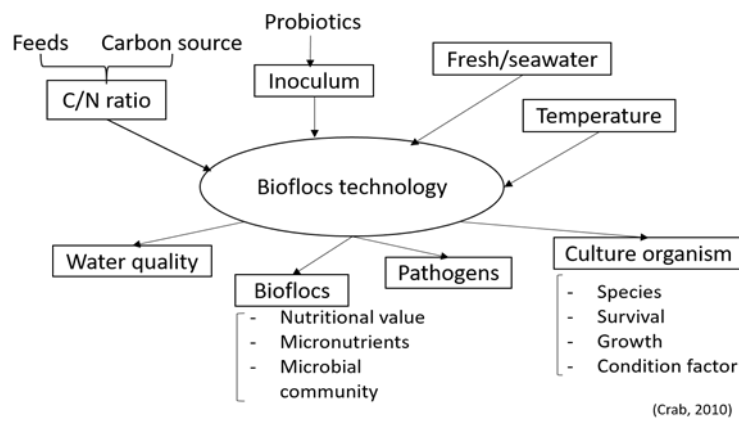 Probiotics
Feeds Carbon source
Fresh/seawater
Inoculum
C/N ratio
Temperature
Bioflocs technology
Water quality
Bioflocs
- Nutritional value
- Micronutrients
- Microbial
community
Pathogens
Culture organism
- Species
- Survival
- Growth
- Condition factor
(Crab, 2010)